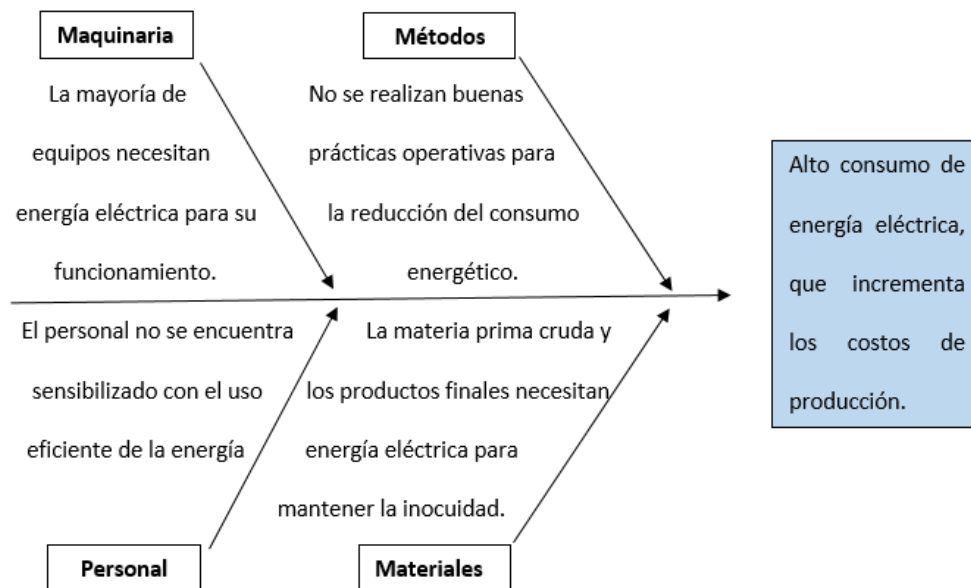 Maquinaria
La mayoría de
equipos necesitan
energía eléctrica para su
funcionamiento.
Métodos
No se realizan buenas
prácticas operativas para
la reducción del consumo
energético.
Alto consumo de
energía eléctrica,
que incrementa
los costos de
producción.
El personal no se encuentra
sensibilizado con el uso
eficiente de la energía
Personal
La materia prima cruda y
los productos finales necesitan
energía eléctrica para
mantener la inocuidad.
Materiales